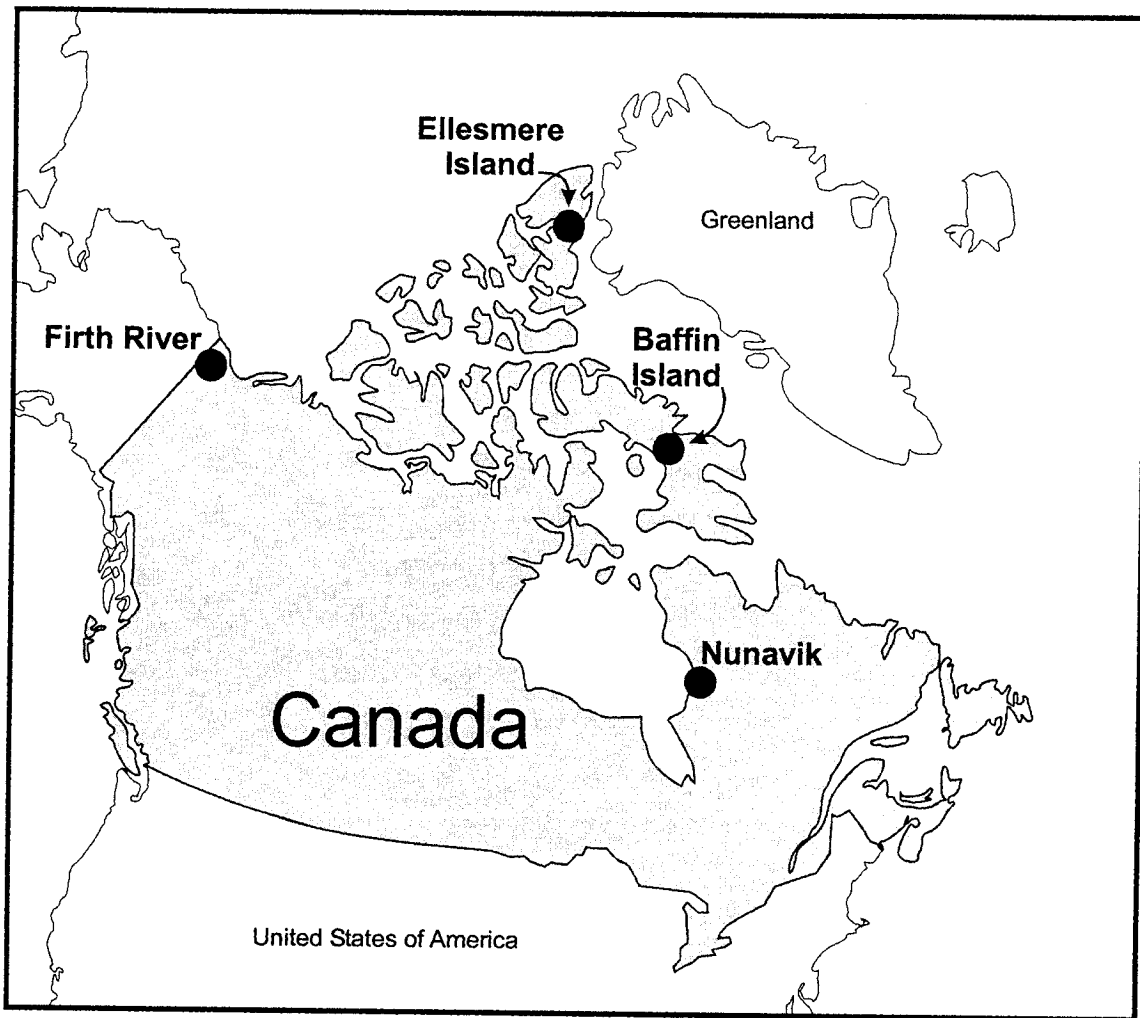 Ellesmere
Island
Greenland
Firth River
Baffin
Island
Nunavik
Canada
United States of America